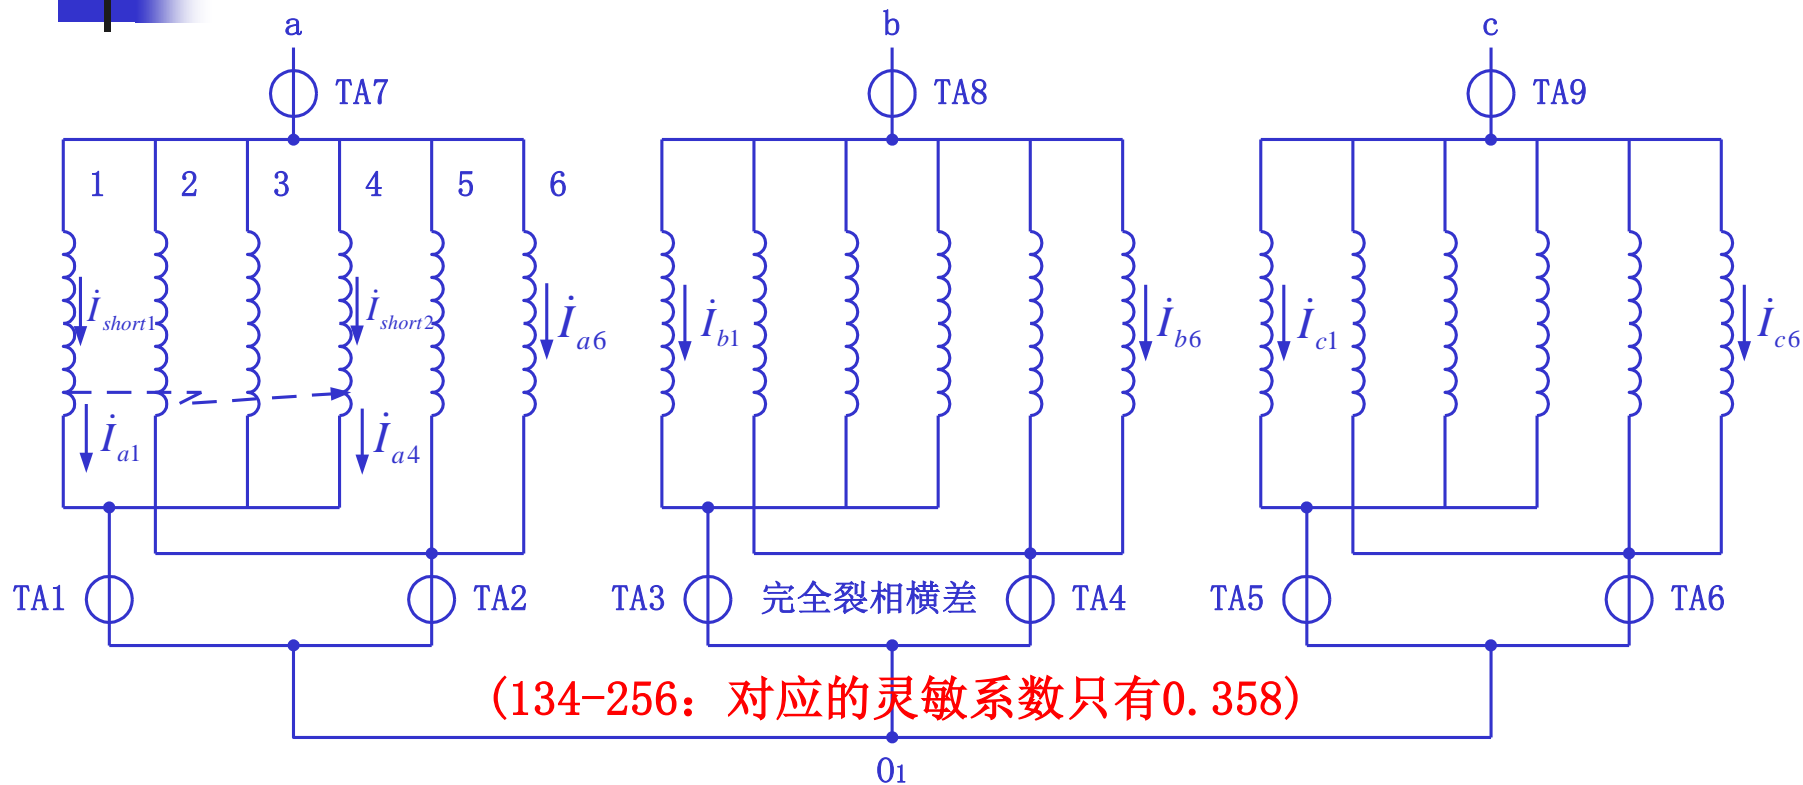 a b c
TA7 TA8 TA9
1 2 3 4 5 6
İshort1 İshort2 İa6 İb1 İb6 İc1 İc6
İa1 İa4
TA1 TA2 TA3 完全裂相横差 TA4 TA5 TA6
(134-256：对应的灵敏系数只有0.358)
O1